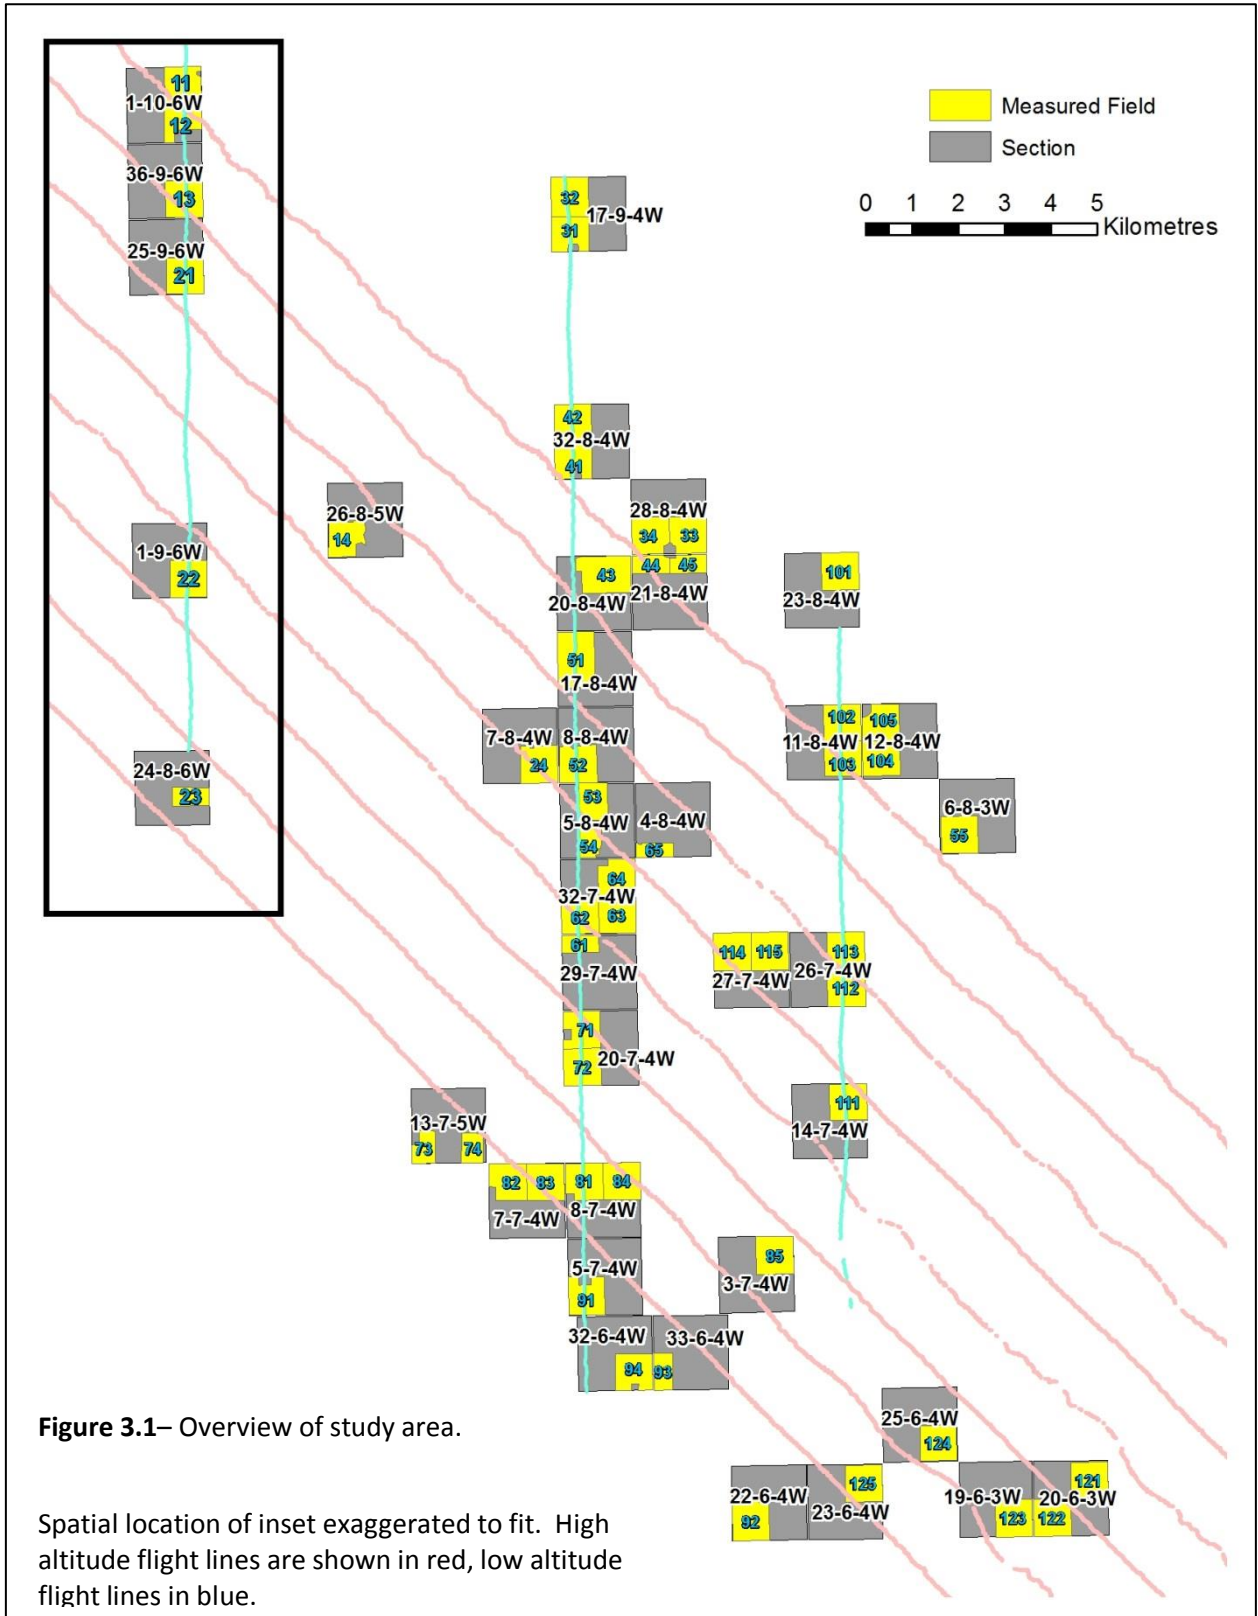 11
1-10-6W
12
36-9-6W
13
25-9-6W
21
1-9-6W
22
24-8-6W
23
Measured Field
Section
0 1 2 3 4 5
Kilometres
32
17-9-4W
31
42
32-8-4W
41
26-8-5W
14
28-8-4W
34 33
44 45
43
20-8-4W 21-8-4W
101
23-8-4W
51
17-8-4W
7-8-4W 8-8-4W
24 52
102 105
11-8-4W 12-8-4W
103 104
53
5-8-4W 4-8-4W
54 65
6-8-3W
55
64
32-7-4W
62 63
61
29-7-4W
114 115 113
27-7-4W 26-7-4W
112
71
72 20-7-4W
111
14-7-4W
13-7-5W
73 74
82 83 81 84
7-7-4W 8-7-4W
5-7-4W
91
85
3-7-4W
32-6-4W 33-6-4W
94 93
25-6-4W
124
22-6-4W 125
92 23-6-4W
121
19-6-3W 20-6-3W
123 122
Figure 3.1– Overview of study area.
Spatial location of inset exaggerated to fit. High
altitude flight lines are shown in red, low altitude
flight lines in blue.